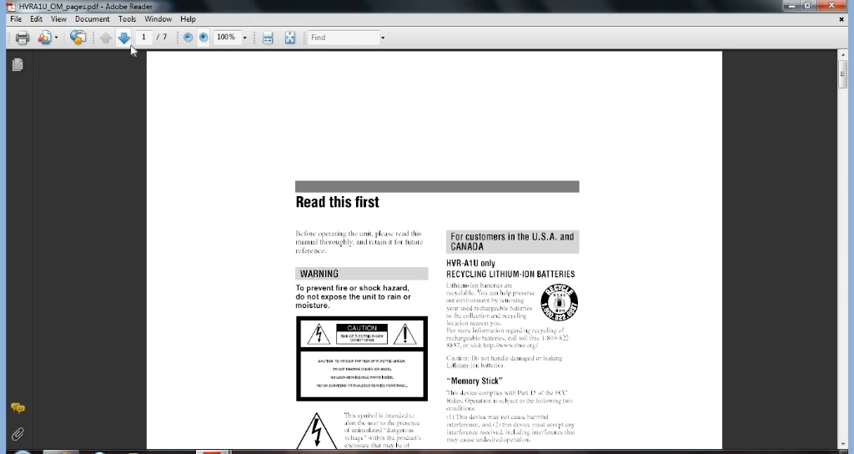 HVRA1U_OM_pages.pdf - Adobe Reader
File Edit View Document Tools Window Help
1 / 7 100% Find
Read this first
Before operating the unit, please read this
manual thoroughly, and retain it for future
reference.
WARNING
To prevent fire or shock hazard,
do not expose the unit to rain or
moisture.
CAUTION
This symbol is intended to
alert the user to the presence
of uninsulated "dangerous
voltage" within the product's
enclosure that may be of
For customers in the U.S.A. and
CANADA
HVR-A1U only
RECYCLING LITHIUM-ION BATTERIES
Lithium-Ion batteries are
recyclable. You can help preserve
our environment by returning
your used rechargeable batteries
to the collection and recycling
location nearest you.
For more information regarding recycling of
rechargeable batteries, call toll free 1-800-822-
8837, or visit http://www.rbrc.org/
Caution: Do not handle damaged or leaking
Lithium-Ion batteries.
"Memory Stick"
This device complies with Part 15 of the FCC
Rules. Operation is subject to the following two
conditions:
(1) This device may not cause harmful
interference, and (2) this device must accept any
interference received, including interference that
may cause undesired operation.